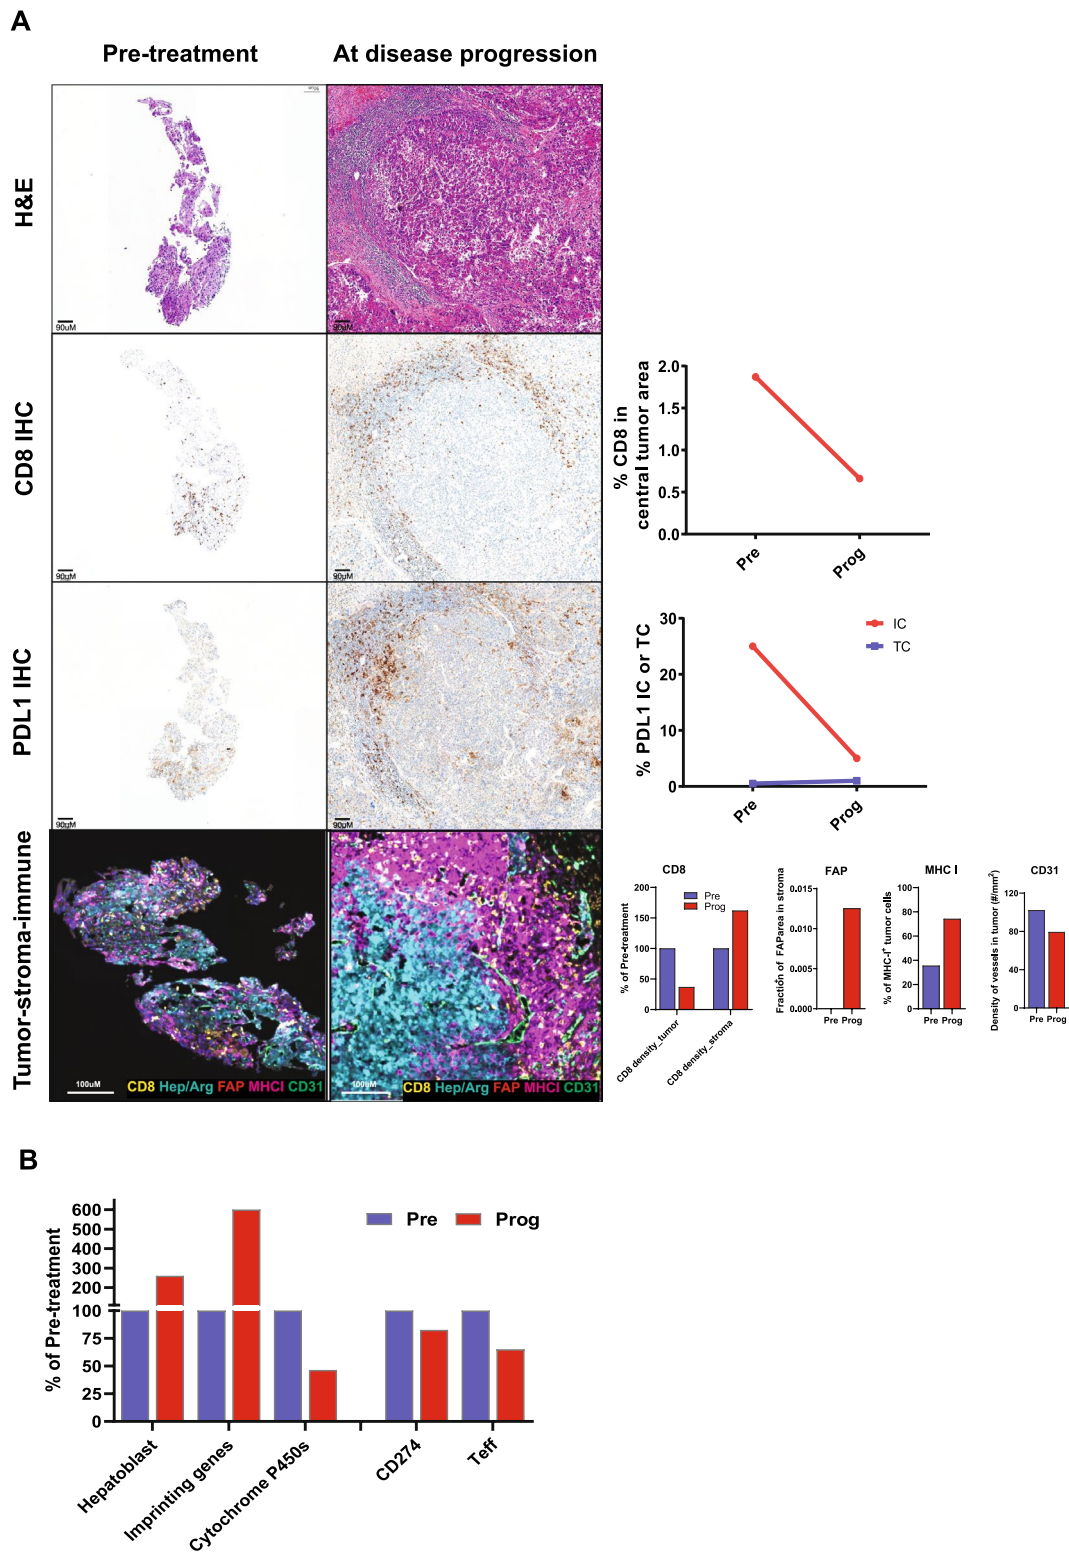 A
Pre-treatment
At disease progression
H&E
90uM
90uM
CD8 IHC
90µM
90µM
% CD8 in
central tumor area
2.0
1.5
1.0
0.5
0.0
Pre
Prog
PDL1 IHC
90µM
90µM
% PDL1 IC or TC
30
20
10
0
IC
TC
Pre
Prog
Tumor-stroma-immune
100uM
CD8 Hep/Arg FAP MHCI CD31
100uM
CD8 Hep/Arg FAP MHCI CD31
CD8
% of Pre-treatment
200
150
100
50
0
Pre
Prog
CD8 density_tumor
CD8 density_stroma
FAP
Fraction of FAParea in stroma
0.015
0.010
0.005
0.000
Pre Prog
MHC I
% of MHC-I+ tumor cells
100
80
60
40
20
0
Pre Prog
CD31
Density of vessels in tumor (#/mm²)
120
80
40
0
Pre Prog
B
% of Pre-treatment
600
500
400
300
200
100
75
50
25
0
Pre
Prog
Hepatoblast
Imprinting genes
Cytochrome P450s
CD274
Teff